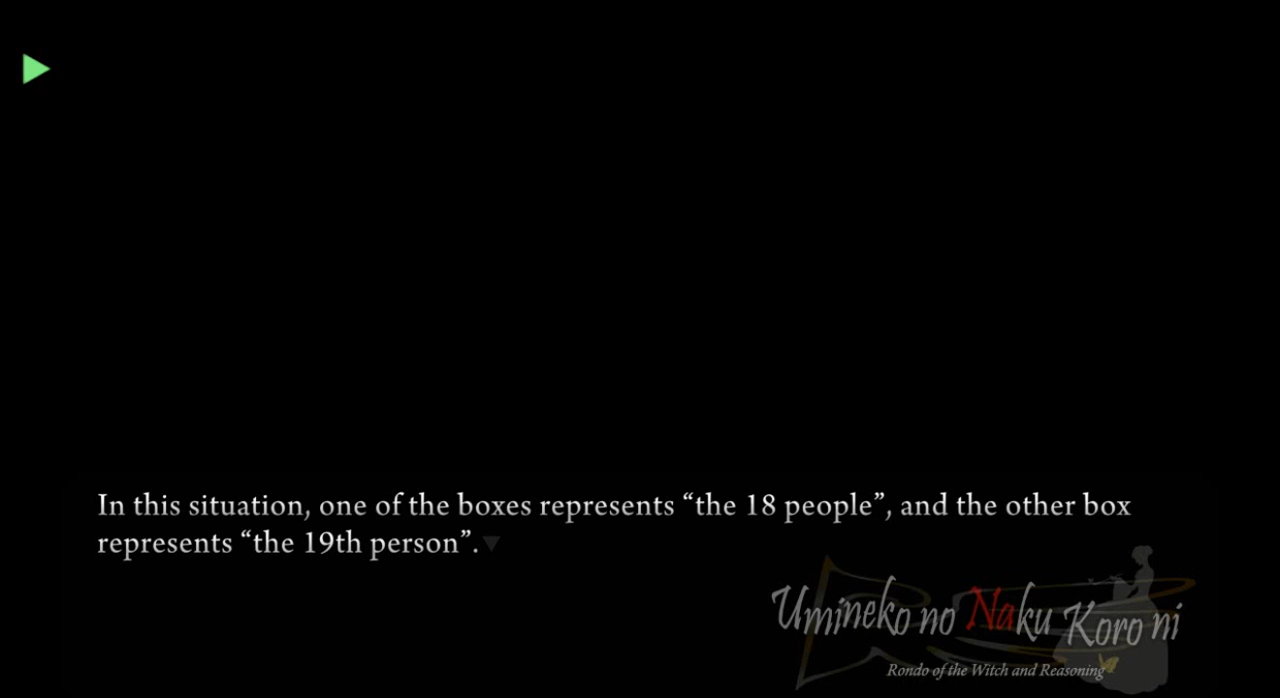 In this situation, one of the boxes represents “the 18 people”, and the other box
represents “the 19th person”.
Umineko no Naku Koro ni
Rondo of the Witch and Reasoning